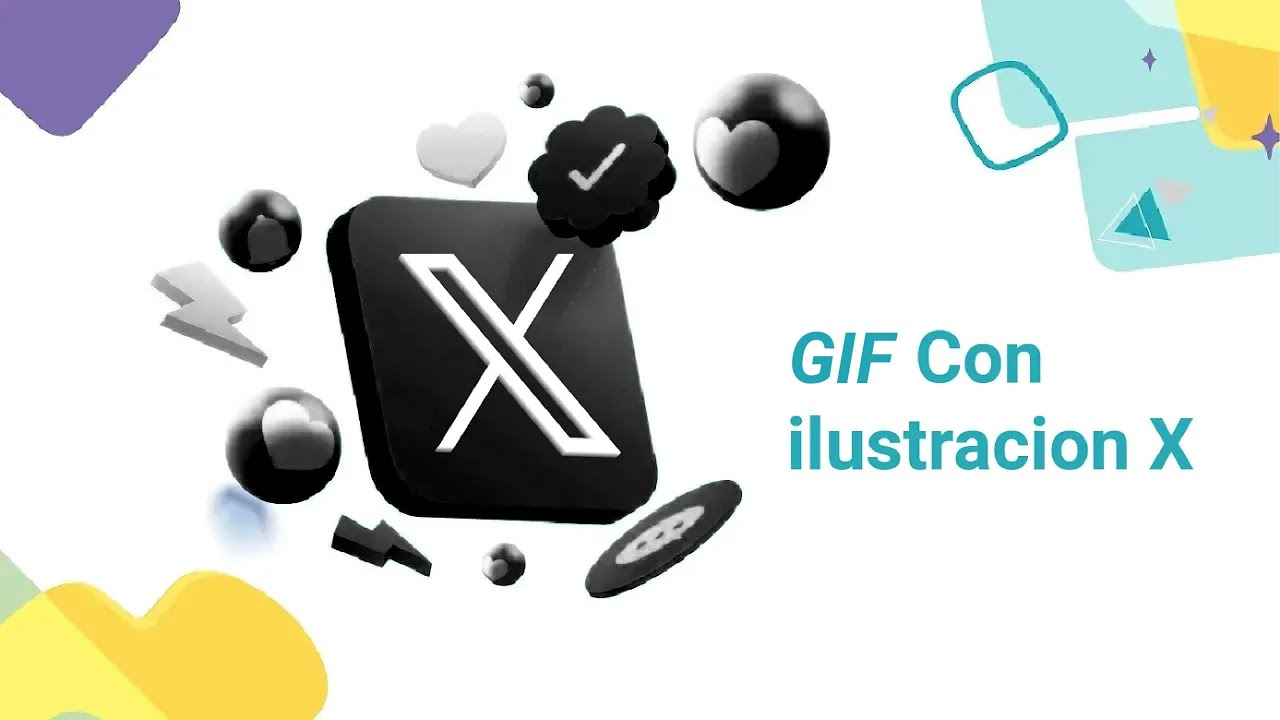 X
GIF Con
ilustracion X